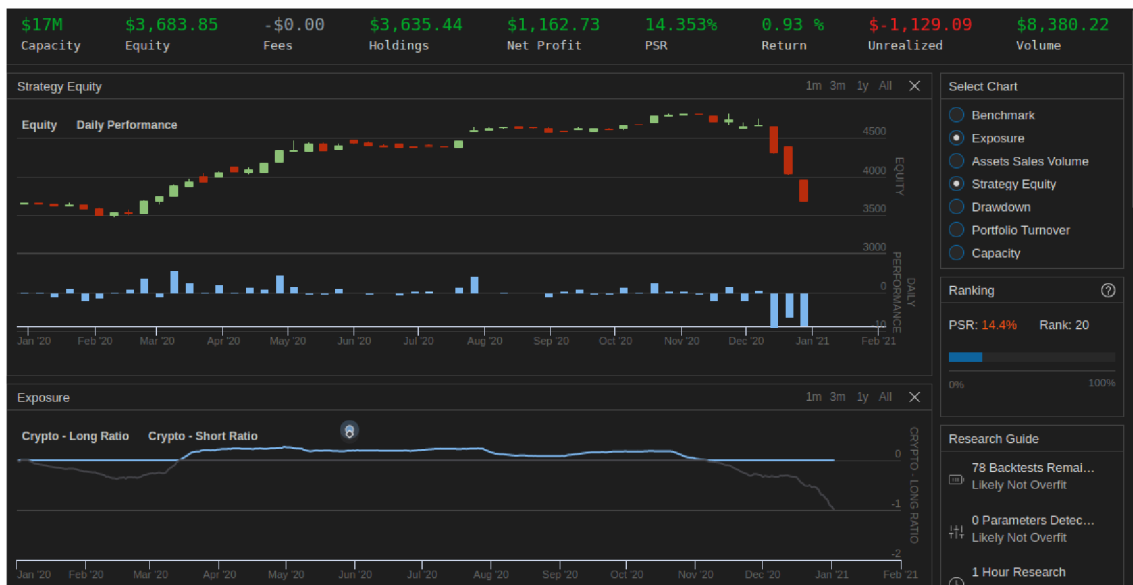 $17M $3,683.85 -$0.00 $3,635.44 $1,162.73 14.353% 0.93 % $-1,129.09 $8,380.22
Capacity Equity Fees Holdings Net Profit PSR Return Unrealized Volume
Strategy Equity 1m 3m 1y All
Equity Daily Performance
4500
4000
3500
3000
EQUITY
0
-10
DAILY
PERFORMANCE
Jan '20 Feb '20 Mar '20 Apr '20 May '20 Jun '20 Jul '20 Aug '20 Sep '20 Oct '20 Nov '20 Dec '20 Jan '21 Feb '21
Exposure 1m 3m 1y All
Crypto - Long Ratio Crypto - Short Ratio
0
-1
-2
CRYPTO - LONG RATIO
Jan '20 Feb '20 Mar '20 Apr '20 May '20 Jun '20 Jul '20 Aug '20 Sep '20 Oct '20 Nov '20 Dec '20 Jan '21 Feb '21
Select Chart
Benchmark
Exposure
Assets Sales Volume
Strategy Equity
Drawdown
Portfolio Turnover
Capacity
Ranking
PSR: 14.4% Rank: 20
0% 100%
Research Guide
78 Backtests Remai...
Likely Not Overfit
0 Parameters Detec...
Likely Not Overfit
1 Hour Research